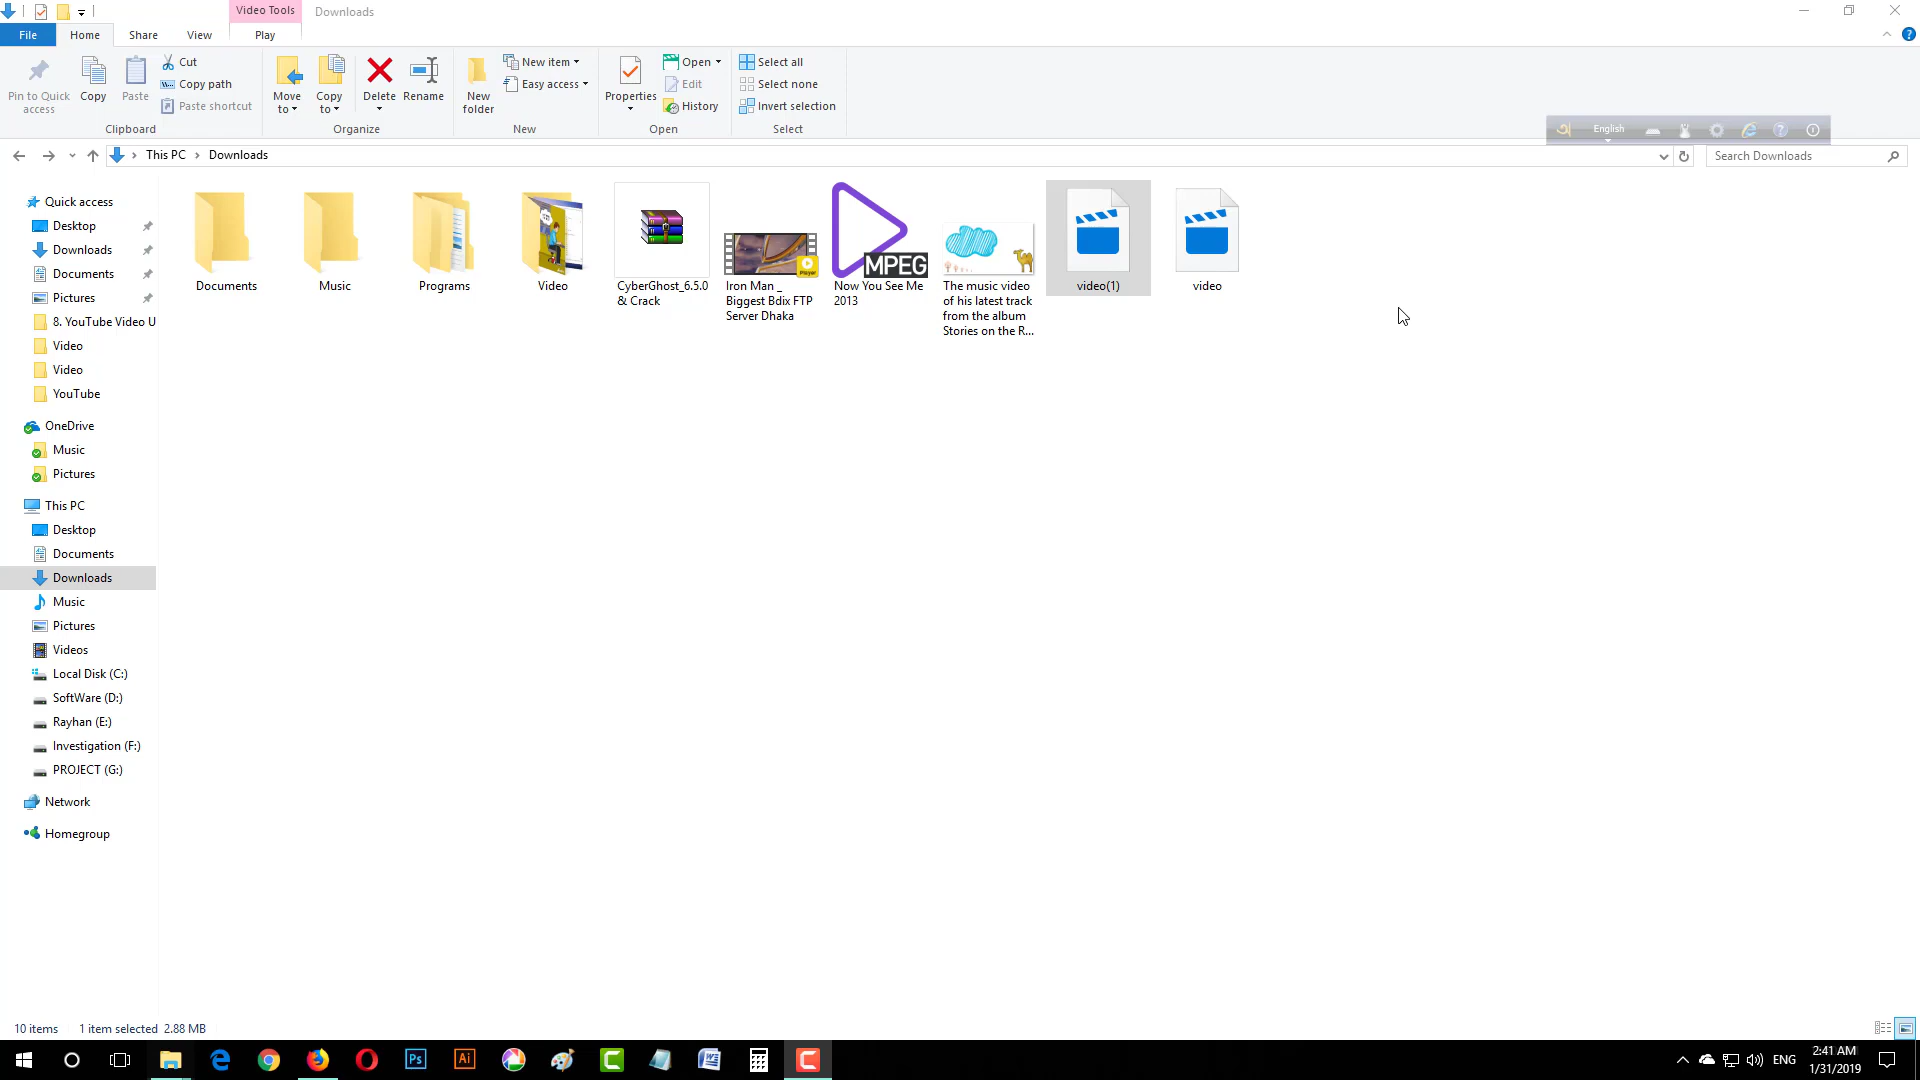 Video Tools
Downloads
File
Home
Share
View
Play
Pin to Quick
access
Copy
Paste
Cut
Copy path
Paste shortcut
Clipboard
Move
to
Copy
to
Delete
Rename
Organize
New
folder
New item
Easy access
New
Properties
Open
Edit
History
Open
Select all
Select none
Invert selection
Select
English
This PC
Downloads
Search Downloads
Quick access
Desktop
Downloads
Documents
Pictures
8. YouTube Video U
Video
Video
YouTube
OneDrive
Music
Pictures
This PC
Desktop
Documents
Downloads
Music
Pictures
Videos
Local Disk (C:)
SoftWare (D:)
Rayhan (E:)
Investigation (F:)
PROJECT (G:)
Network
Homegroup
Documents
Music
Programs
Video
CyberGhost_6.5.0
& Crack
Player
Iron Man _
Biggest Bdix FTP
Server Dhaka
MPEG
Now You See Me
2013
The music video
of his latest track
from the album
Stories on the R...
video(1)
video
10 items
1 item selected 2.88 MB
Ps
Ai
ENG
2:41 AM
1/31/2019